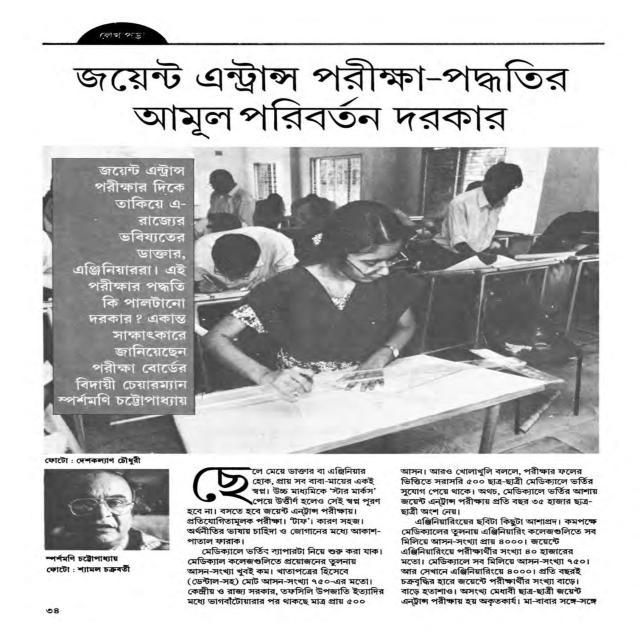 লেখা পড়া
জয়েন্ট এন্ট্রান্স পরীক্ষা-পদ্ধতির
আমূল পরিবর্তন দরকার
জয়েন্ট এন্ট্রান্স
পরীক্ষার দিকে
তাকিয়ে এ-
রাজ্যের
ভবিষ্যতের
ডাক্তার,
এঞ্জিনিয়াররা। এই
পরীক্ষার পদ্ধতি
কি পালটানো
দরকার? একান্ত
সাক্ষাৎকারে
জানিয়েছেন
পরীক্ষা বোর্ডের
বিদায়ী চেয়ারম্যান
স্পর্শমণি চট্টোপাধ্যায়
ফোটো : দেশকল্যাণ চৌধুরী
স্পর্শমণি চট্টোপাধ্যায়
ফোটো : শ্যামল চক্রবর্তী
ছেলে মেয়ে ডাক্তার বা এঞ্জিনিয়ার
হোক, প্রায় সব বাবা-মায়ের একই
স্বপ্ন। উচ্চ মাধ্যমিকে ‘স্টার মার্কস’
পেয়ে উত্তীর্ণ হলেও সেই স্বপ্ন পূরণ
হবে না। বসতে হবে জয়েন্ট এনট্রান্স পরীক্ষায়।
প্রতিযোগিতামূলক পরীক্ষা। ‘টাফ’। কারণ সহজ।
অর্থনীতির ভাষায় চাহিদা ও জোগানের মধ্যে আকাশ-
পাতাল ফারাক।
মেডিক্যালে ভর্তির ব্যাপারটা নিয়ে শুরু করা যাক।
মেডিক্যাল কলেজগুলিতে প্রয়োজনের তুলনায়
আসন-সংখ্যা খুবই কম। খাতাপত্রের হিসেবে
(ডেন্টাল-সহ) মোট আসন-সংখ্যা ৭৫০-এর মতো।
কেন্দ্রীয় ও রাজ্য সরকার, তফসিলি উপজাতি ইত্যাদির
মধ্যে ভাগবাঁটোয়ারার পর থাকছে মাত্র প্রায় ৫০০
আসন। আরও খোলাখুলি বললে, পরীক্ষার ফলের
ভিত্তিতে সরাসরি ৫০০ ছাত্র-ছাত্রী মেডিক্যালে ভর্তির
সুযোগ পেয়ে থাকে। অথচ, মেডিক্যালে ভর্তির আশায়
জয়েন্ট এনট্রান্স পরীক্ষায় প্রতি বছর ৩৫ হাজার ছাত্র-
ছাত্রী অংশ নেয়।
এঞ্জিনিয়ারিংয়ের ছবিটা কিছুটা আশাপ্রদ। কমপক্ষে
মেডিক্যালের তুলনায় এঞ্জিনিয়ারিং কলেজগুলিতে সব
মিলিয়ে আসন-সংখ্যা প্রায় ৪০০০। জয়েন্টে
এঞ্জিনিয়ারিংয়ে পরীক্ষার্থীর সংখ্যা ৪০ হাজারের
মতো। মেডিক্যালে সব মিলিয়ে আসন-সংখ্যা ৭৫০।
আর সেখানে এঞ্জিনিয়ারিংয়ে ৪০০০। প্রতি বছরই
চক্রবৃদ্ধির হারে জয়েন্টে পরীক্ষার্থীর সংখ্যা বাড়ে।
বাড়ে হতাশাও। অসংখ্য মেধাবী ছাত্র-ছাত্রী জয়েন্ট
এনট্রান্স পরীক্ষায় হয় অকৃতকার্য। মা-বাবার সঙ্গে-সঙ্গে
৩৪